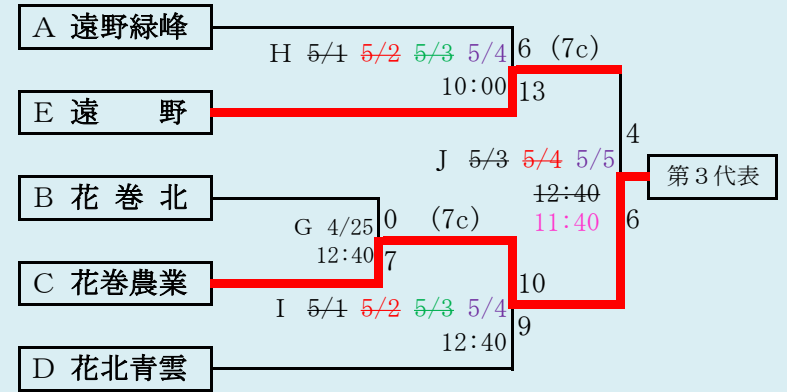 A 遠野緑峰
H 5/1 5/2 5/3 5/4 6 (7c)
10:00 13
E 遠 野
4
J 5/3 5/4 5/5
第3代表
B 花 巻 北
12:40
G 4/25 0 (7c) 11:40 6
12:40 7
C 花巻農業
10
I 5/1 5/2 5/3 5/4
9
12:40
D 花北青雲